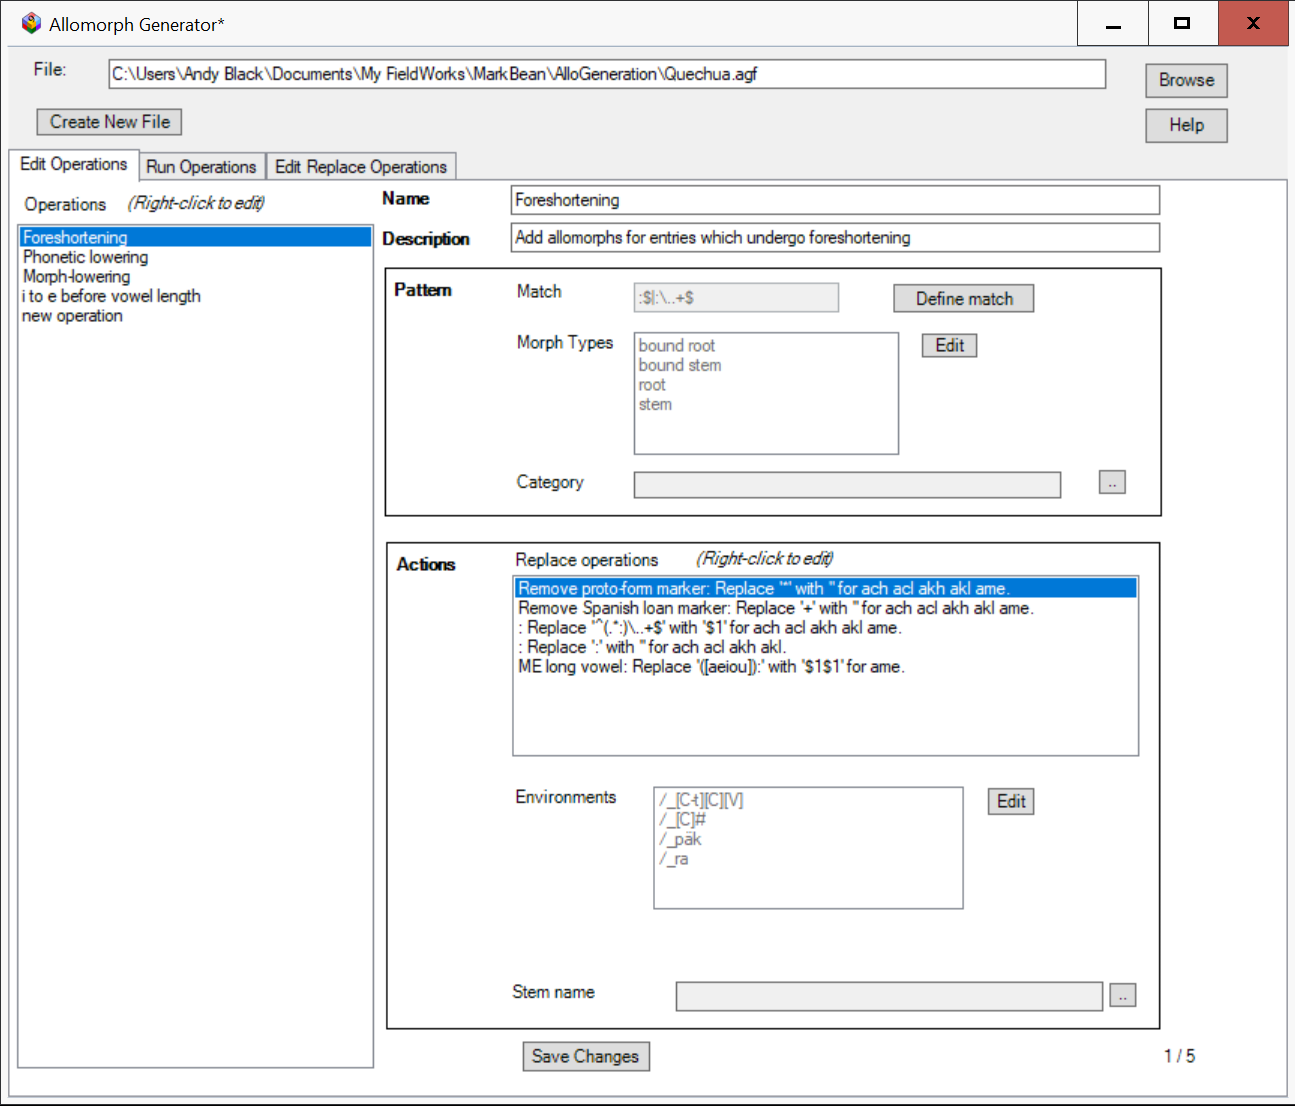 Allomorph Generator*
File:
C:\Users\Andy Black\Documents\My FieldWorks\MarkBean\AlloGeneration\Quechua.agf
Browse
Create New File
Help
Edit Operations
Run Operations
Edit Replace Operations
Operations (Right-click to edit)
Foreshortening
Phonetic lowering
Morph-lowering
i to e before vowel length
new operation
Name
Foreshortening
Description
Add allomorphs for entries which undergo foreshortening
Pattern
Match
:$|:\..+$
Define match
Morph Types
bound root
bound stem
root
stem
Edit
Category
..
Actions
Replace operations (Right-click to edit)
Remove proto-form marker: Replace '*' with '' for ach acl akh akl ame.
Remove Spanish loan marker: Replace '+' with '' for ach acl akh akl ame.
: Replace '^(.*:)\..+$' with '$1' for ach acl akh akl ame.
: Replace ':' with '' for ach acl akh akl.
ME long vowel: Replace '([aeiou]):' with '$1$1' for ame.
Environments
/_[C-t][C][V]
/_[C]#
/_päk
/_ra
Edit
Stem name
..
Save Changes
1 / 5